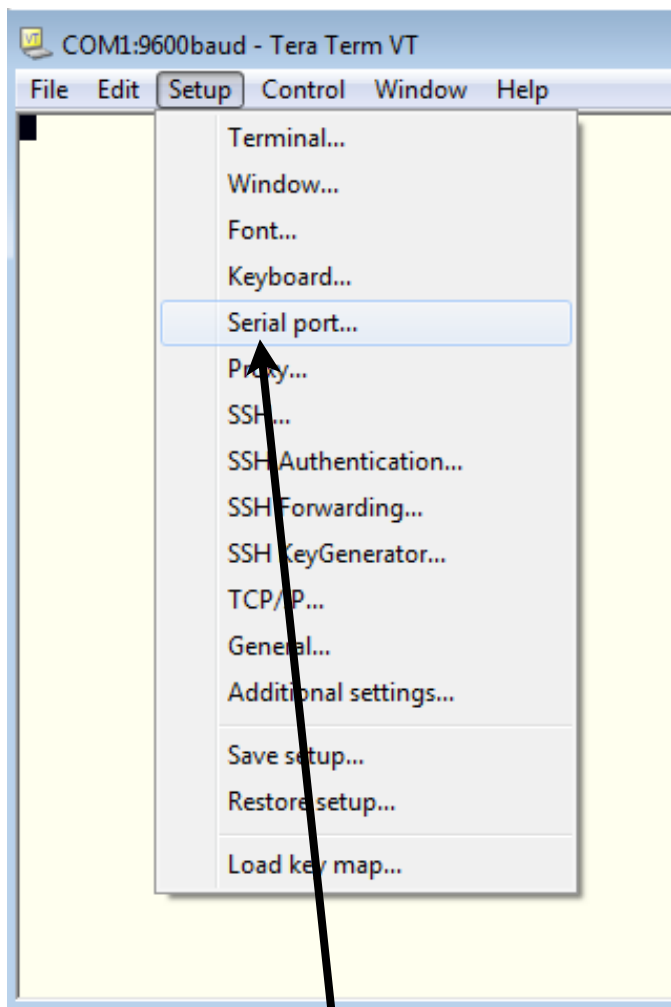 COM1:9600baud - Tera Term VT
File Edit Setup Control Window Help
Terminal...
Window...
Font...
Keyboard...
Serial port...
Proxy...
SSH...
SSH Authentication...
SSH Forwarding...
SSH KeyGenerator...
TCP/IP...
General...
Additional settings...
Save setup...
Restore setup...
Load key map...